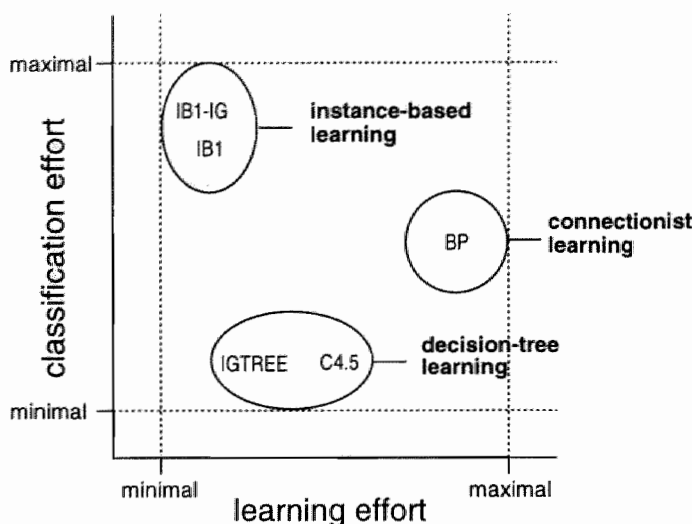 maximal
classification effort
minimal
IB1-IG
IB1
instance-based
learning
BP
connectionist
learning
IGTREE C4.5
decision-tree
learning
minimal
maximal
learning effort